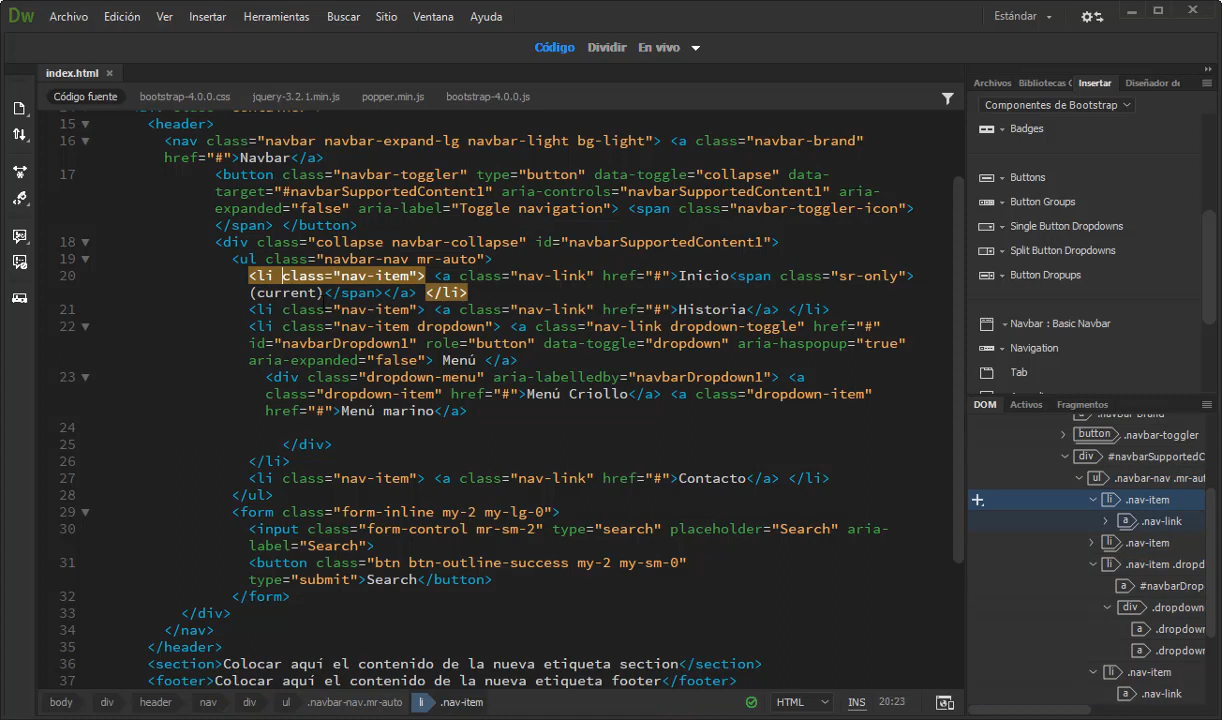 Dw Archivo Edición Ver Insertar Herramientas Buscar Sitio Ventana Ayuda Estándar
Código Dividir En vivo
index.html
Código fuente bootstrap-4.0.0.css jquery-3.2.1.min.js popper.min.js bootstrap-4.0.0.js
15 <header>
16 <nav class="navbar navbar-expand-lg navbar-light bg-light"> <a class="navbar-brand"
href="#">Navbar</a>
17 <button class="navbar-toggler" type="button" data-toggle="collapse" data-
target="#navbarSupportedContent1" aria-controls="navbarSupportedContent1" aria-
expanded="false" aria-label="Toggle navigation"> <span class="navbar-toggler-icon">
</span> </button>
18 <div class="collapse navbar-collapse" id="navbarSupportedContent1">
19 <ul class="navbar-nav mr-auto">
20 <li class="nav-item"> <a class="nav-link" href="#">Inicio<span class="sr-only">
(current)</span></a> </li>
21 <li class="nav-item"> <a class="nav-link" href="#">Historia</a> </li>
22 <li class="nav-item dropdown"> <a class="nav-link dropdown-toggle" href="#"
id="navbarDropdown1" role="button" data-toggle="dropdown" aria-haspopup="true"
aria-expanded="false"> Menú </a>
23 <div class="dropdown-menu" aria-labelledby="navbarDropdown1"> <a
class="dropdown-item" href="#">Menú Criollo</a> <a class="dropdown-item"
href="#">Menú marino</a>
24
25 </div>
26 </li>
27 <li class="nav-item"> <a class="nav-link" href="#">Contacto</a> </li>
28 </ul>
29 <form class="form-inline my-2 my-lg-0">
30 <input class="form-control mr-sm-2" type="search" placeholder="Search" aria-
label="Search">
31 <button class="btn btn-outline-success my-2 my-sm-0"
type="submit">Search</button>
32 </form>
33 </div>
34 </nav>
35 </header>
36 <section>Colocar aquí el contenido de la nueva etiqueta section</section>
37 <footer>Colocar aquí el contenido de la nueva etiqueta footer</footer>
body div header nav div ul .navbar-nav.mr-auto li .nav-item HTML INS 20:23
Archivos Bibliotecas C Insertar Diseñador de
Componentes de Bootstrap
Badges
Buttons
Button Groups
Single Button Dropdowns
Split Button Dropdowns
Button Dropups
Navbar : Basic Navbar
Navigation
Tab
DOM Activos Fragmentos
button .navbar-toggler
div #navbarSupportedC
ul .navbar-nav .mr-aut
li .nav-item
a .nav-link
li .nav-item
li .nav-item .dropd
a #navbarDrop
div .dropdown
a .dropdown
a .dropdown
li .nav-item
a .nav-link